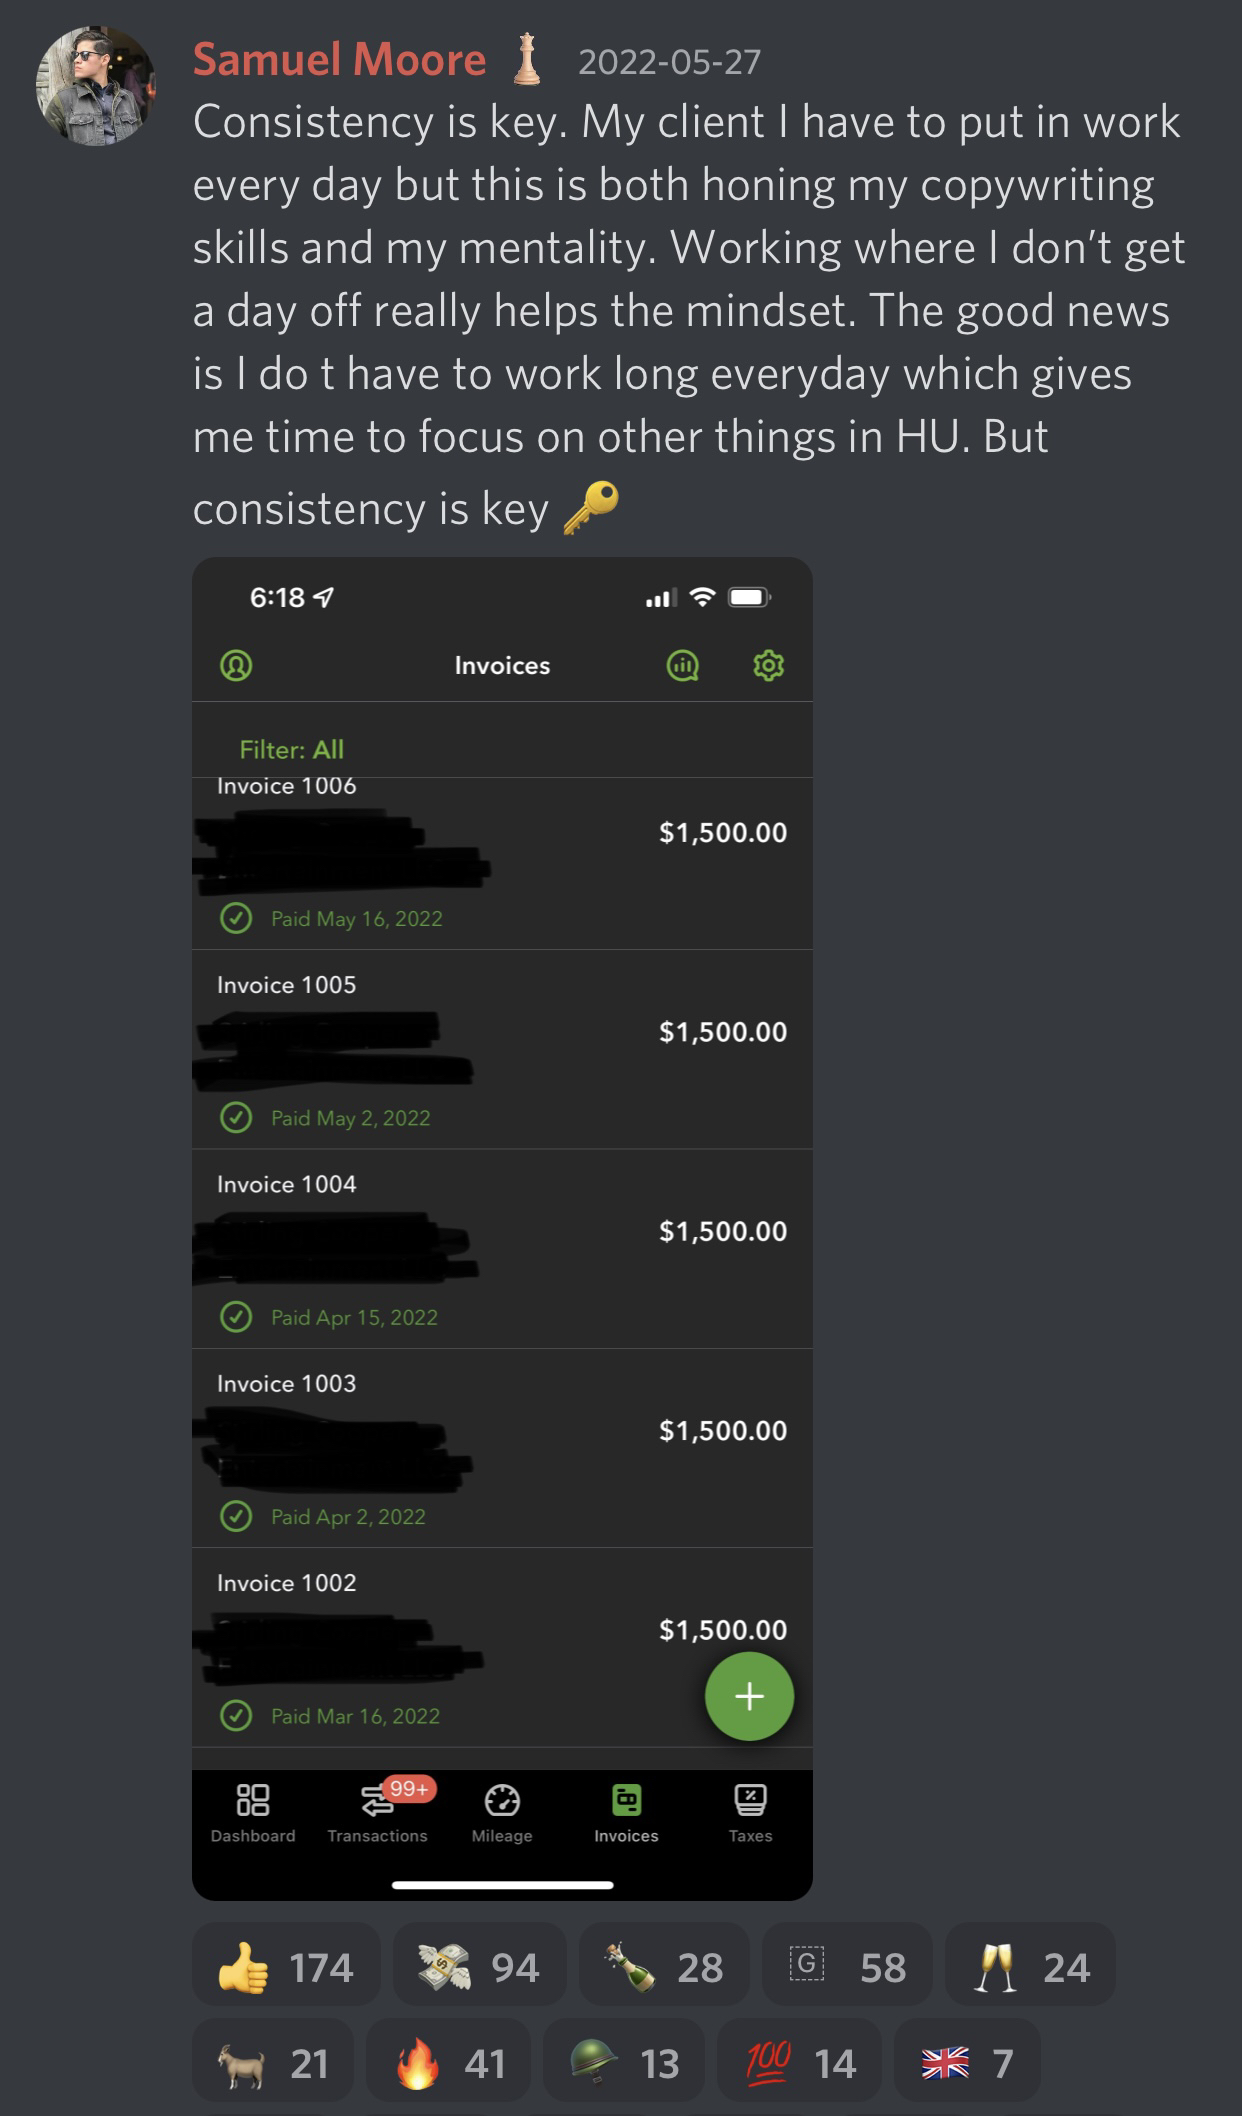 Samuel Moore 2022-05-27
Consistency is key. My client I have to put in work
every day but this is both honing my copywriting
skills and my mentality. Working where I don’t get
a day off really helps the mindset. The good news
is I do t have to work long everyday which gives
me time to focus on other things in HU. But
consistency is key
6:18
Invoices
Filter: All
Invoice 1006
$1,500.00
Paid May 16, 2022
Invoice 1005
$1,500.00
Paid May 2, 2022
Invoice 1004
$1,500.00
Paid Apr 15, 2022
Invoice 1003
$1,500.00
Paid Apr 2, 2022
Invoice 1002
$1,500.00
Paid Mar 16, 2022
99+
Dashboard Transactions Mileage Invoices Taxes
174 94 28 G 58 24
21 41 13 100 14 7